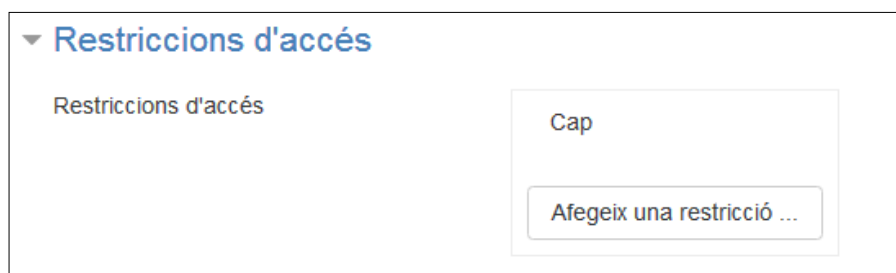 Restriccions d'accés
Restriccions d'accés
Cap
Afegeix una restricció ...